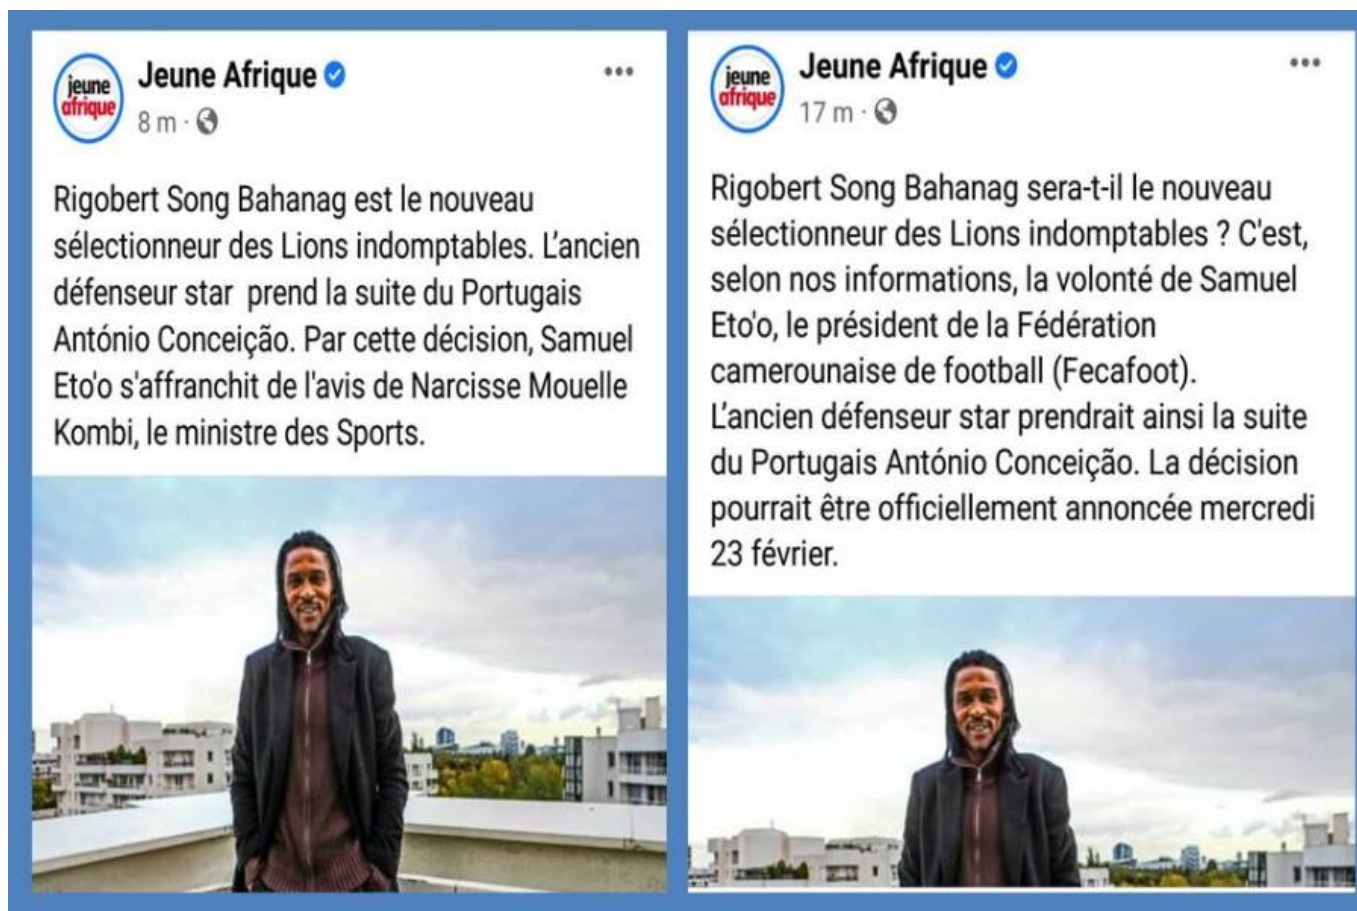 jeune
afrique
Jeune Afrique
8 m
Rigobert Song Bahanag est le nouveau
sélectionneur des Lions indomptables. L'ancien
défenseur star prend la suite du Portugais
António Conceição. Par cette décision, Samuel
Eto'o s'affranchit de l'avis de Narcisse Mouelle
Kombi, le ministre des Sports.
jeune
afrique
Jeune Afrique
17 m
Rigobert Song Bahanag sera-t-il le nouveau
sélectionneur des Lions indomptables ? C'est,
selon nos informations, la volonté de Samuel
Eto'o, le président de la Fédération
camerounaise de football (Fecafoot).
L'ancien défenseur star prendrait ainsi la suite
du Portugais António Conceição. La décision
pourrait être officiellement annoncée mercredi
23 février.